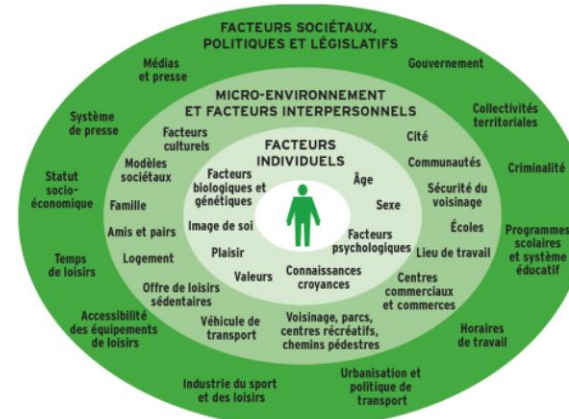 FACTEURS SOCIÉTAUX,
POLITIQUES ET LÉGISLATIFS
Médias
et presse
Gouvernement
Système
de presse
Collectivités
territoriales
Statut
socio-
économique
Criminalité
Temps
de loisirs
Programmes
scolaires
et système
éducatif
Accessibilité
des équipements
de loisirs
Horaires
de travail
Industrie du sport
et des loisirs
Urbanisation et
politique de
transport
MICRO-ENVIRONNEMENT
ET FACTEURS INTERPERSONNELS
Facteurs
culturels
Cité
Modèles
sociétaux
Communautés
Famille
Sécurité du
voisinage
Amis et pairs
Écoles
Logement
Lieu de travail
Offre de loisirs
sédentaires
Centres
commerciaux
et commerces
Véhicule de
transport
Voisinage, parcs,
centres récréatifs,
chemins pédestres
FACTEURS
INDIVIDUELS
Facteurs
biologiques et
génétiques
Âge
Image de soi
Sexe
Plaisir
Facteurs
psychologiques
Valeurs
Connaissances
croyances